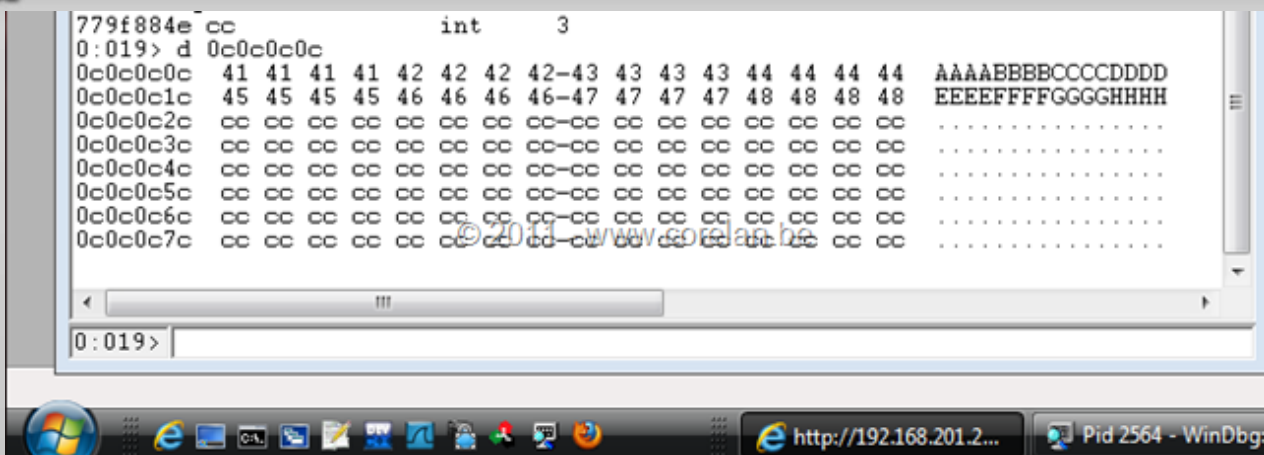 779f884e cc int 3
0:019> d 0c0c0c0c
0c0c0c0c 41 41 41 41 42 42 42 42-43 43 43 43 44 44 44 44 AAAABBBBCCCCDDDD
0c0c0c1c 45 45 45 45 46 46 46 46-47 47 47 47 48 48 48 48 EEEEFFFFGGGGHHHH
0c0c0c2c cc cc cc cc cc cc cc cc-cc cc cc cc cc cc cc cc ................
0c0c0c3c cc cc cc cc cc cc cc cc-cc cc cc cc cc cc cc cc ................
0c0c0c4c cc cc cc cc cc cc cc cc-cc cc cc cc cc cc cc cc ................
0c0c0c5c cc cc cc cc cc cc cc cc-cc cc cc cc cc cc cc cc ................
0c0c0c6c cc cc cc cc cc cc cc cc-cc cc cc cc cc cc cc cc ................
0c0c0c7c cc cc cc cc cc cc cc cc-cc cc cc cc cc cc cc cc ................
© 2011 - www.corelan.be
0:019>
http://192.168.201.2... Pid 2564 - WinDbg: